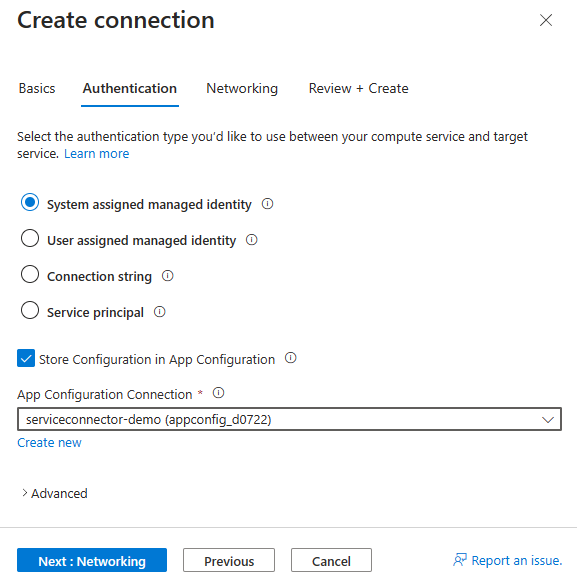 Create connection
Basics
Authentication
Networking
Review + Create
Select the authentication type you'd like to use between your compute service and target
service. Learn more
System assigned managed identity
User assigned managed identity
Connection string
Service principal
Store Configuration in App Configuration
App Configuration Connection *
serviceconnector-demo (appconfig_d0722)
Create new
Advanced
Next : Networking
Previous
Cancel
Report an issue.